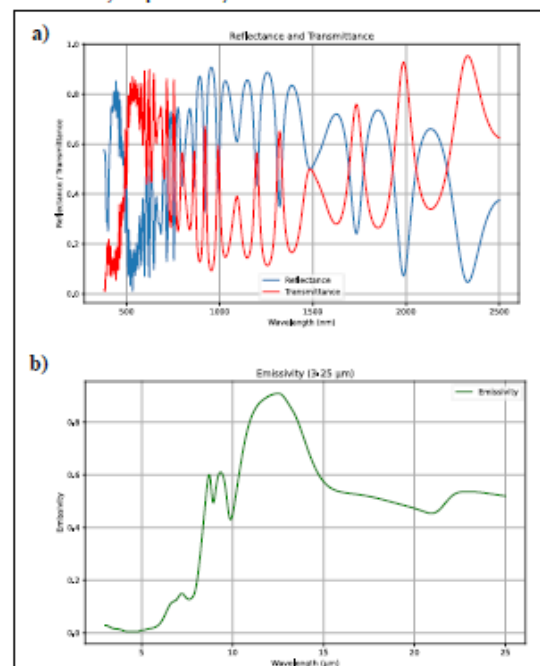 a)
Reflectance and Transmittance
1.0
0.8
0.6
0.4
0.2
0.0
Reflectance / Transmittance
Reflectance
Transmittance
500
1000
1500
2000
2500
Wavelength (nm)
b)
Emissivity (3-25 μm)
Emissivity
0.8
0.6
0.4
0.2
0.0
Emissivity
5
10
15
20
25
Wavelength (μm)